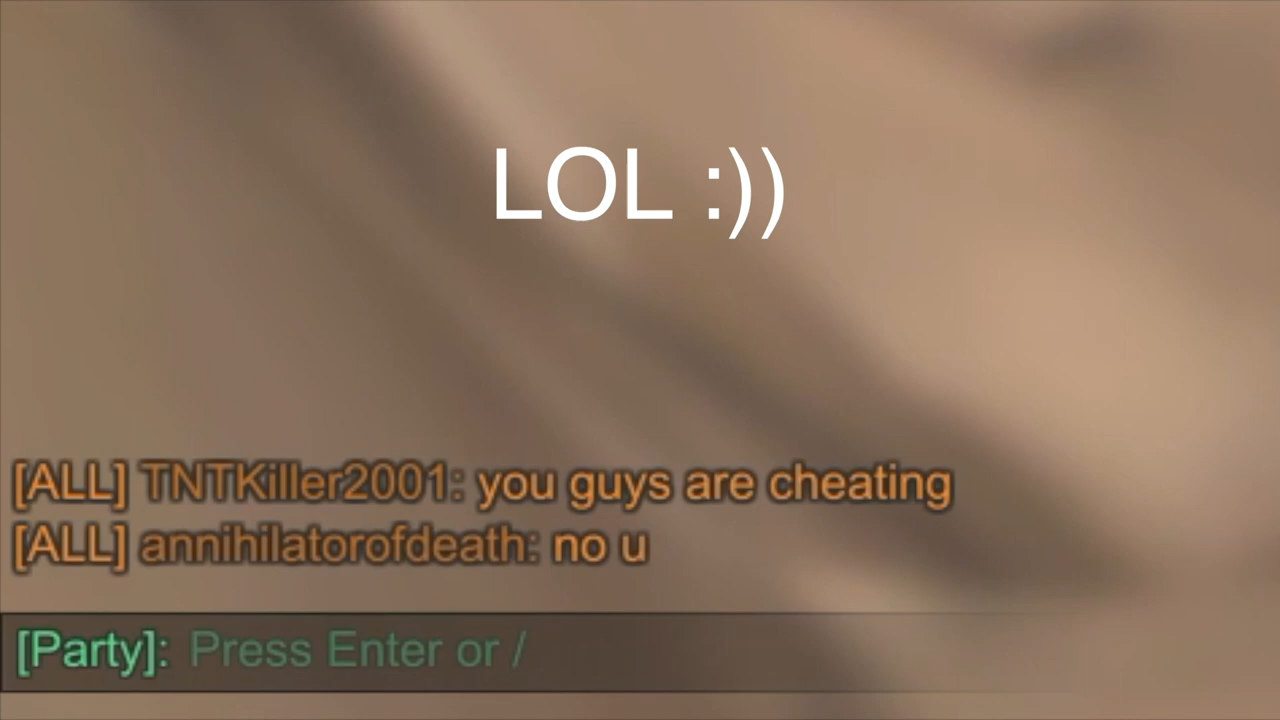 LOL :))
[ALL] TNTKiller2001: you guys are cheating
[ALL] annihilatorofdeath: no u
[Party]: Press Enter or /